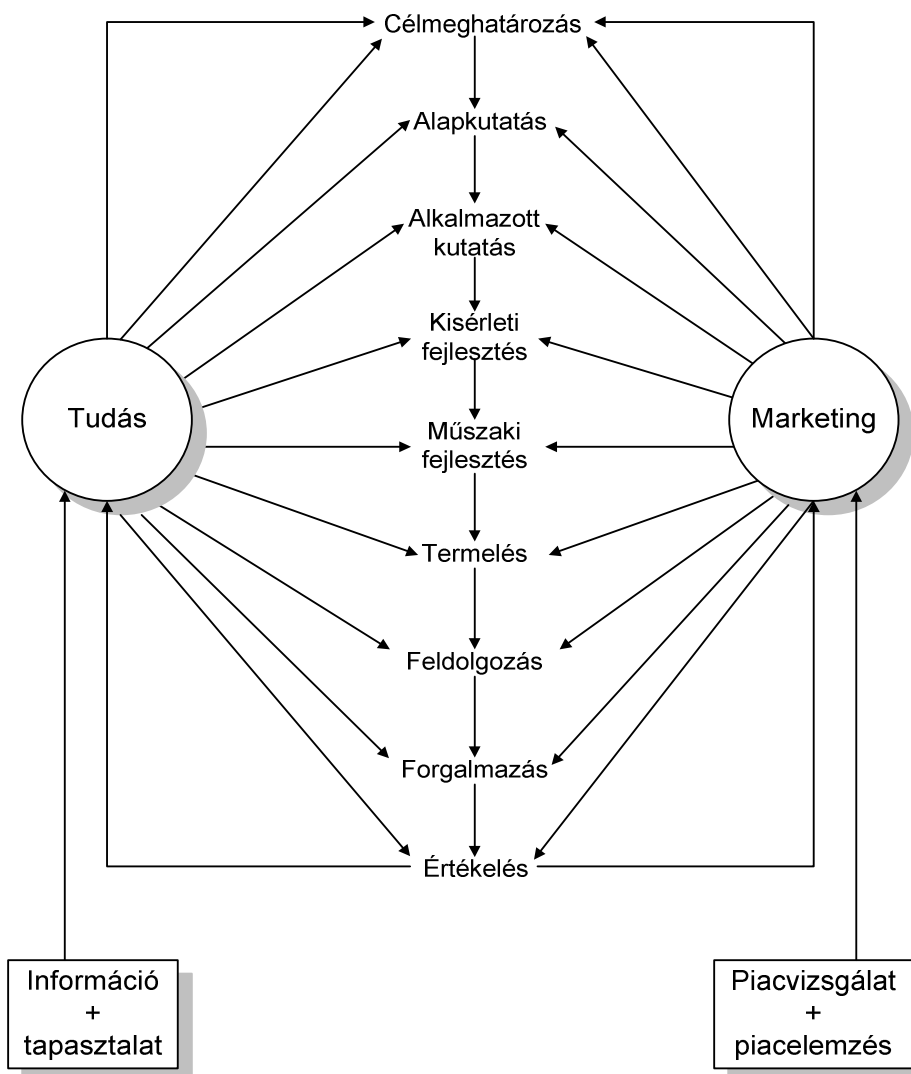 Célmeghatározás
Alapkutatás
Alkalmazott
kutatás
Kisérleti
fejlesztés
Tudás
Marketing
Műszaki
fejlesztés
Termelés
Feldolgozás
Forgalmazás
Értékelés
Információ
+
tapasztalat
Piacvizsgálat
+
piacelemzés